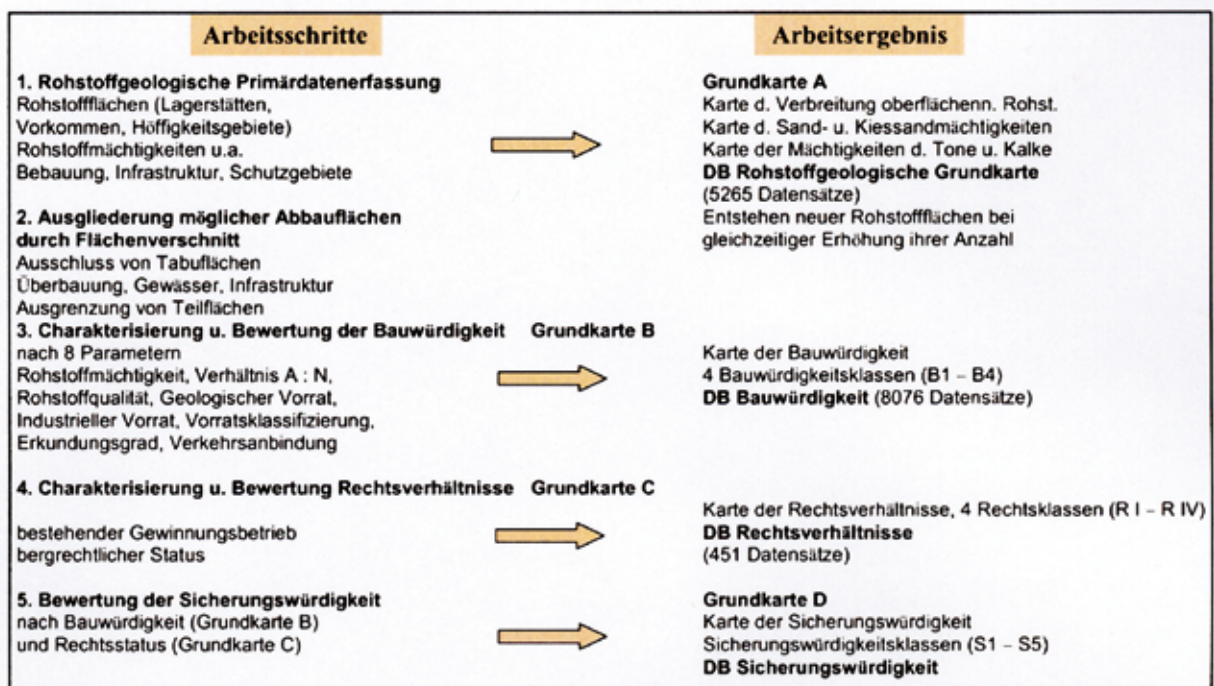 Arbeitsschritte
Arbeitsergebnis
1. Rohstoffgeologische Primärdatenerfassung
Rohstoffflächen (Lagerstätten,
Vorkommen, Höffigkeitsgebiete)
Rohstoffmächtigkeiten u.a.
Bebauung, Infrastruktur, Schutzgebiete
Grundkarte A
Karte d. Verbreitung oberflächenn. Rohst.
Karte d. Sand- u. Kiessandmächtigkeiten
Karte der Mächtigkeiten d. Tone u. Kalke
DB Rohstoffgeologische Grundkarte
(5265 Datensätze)
Entstehen neuer Rohstoffflächen bei
gleichzeitiger Erhöhung ihrer Anzahl
2. Ausgliederung möglicher Abbauflächen
durch Flächenverschnitt
Ausschluss von Tabuflächen
Überbauung, Gewässer, Infrastruktur
Ausgrenzung von Teilflächen
3. Charakterisierung u. Bewertung der Bauwürdigkeit Grundkarte B
nach 8 Parametern
Rohstoffmächtigkeit, Verhältnis A : N,
Rohstoffqualität, Geologischer Vorrat,
Industrieller Vorrat, Vorratsklassifizierung,
Erkundungsgrad, Verkehrsanbindung
Karte der Bauwürdigkeit
4 Bauwürdigkeitsklassen (B1 – B4)
DB Bauwürdigkeit (8076 Datensätze)
4. Charakterisierung u. Bewertung Rechtsverhältnisse Grundkarte C
bestehender Gewinnungsbetrieb
bergrechtlicher Status
Karte der Rechtsverhältnisse, 4 Rechtsklassen (R I – R IV)
DB Rechtsverhältnisse
(451 Datensätze)
5. Bewertung der Sicherungswürdigkeit
nach Bauwürdigkeit (Grundkarte B)
und Rechtsstatus (Grundkarte C)
Grundkarte D
Karte der Sicherungswürdigkeit
Sicherungswürdigkeitsklassen (S1 – S5)
DB Sicherungswürdigkeit